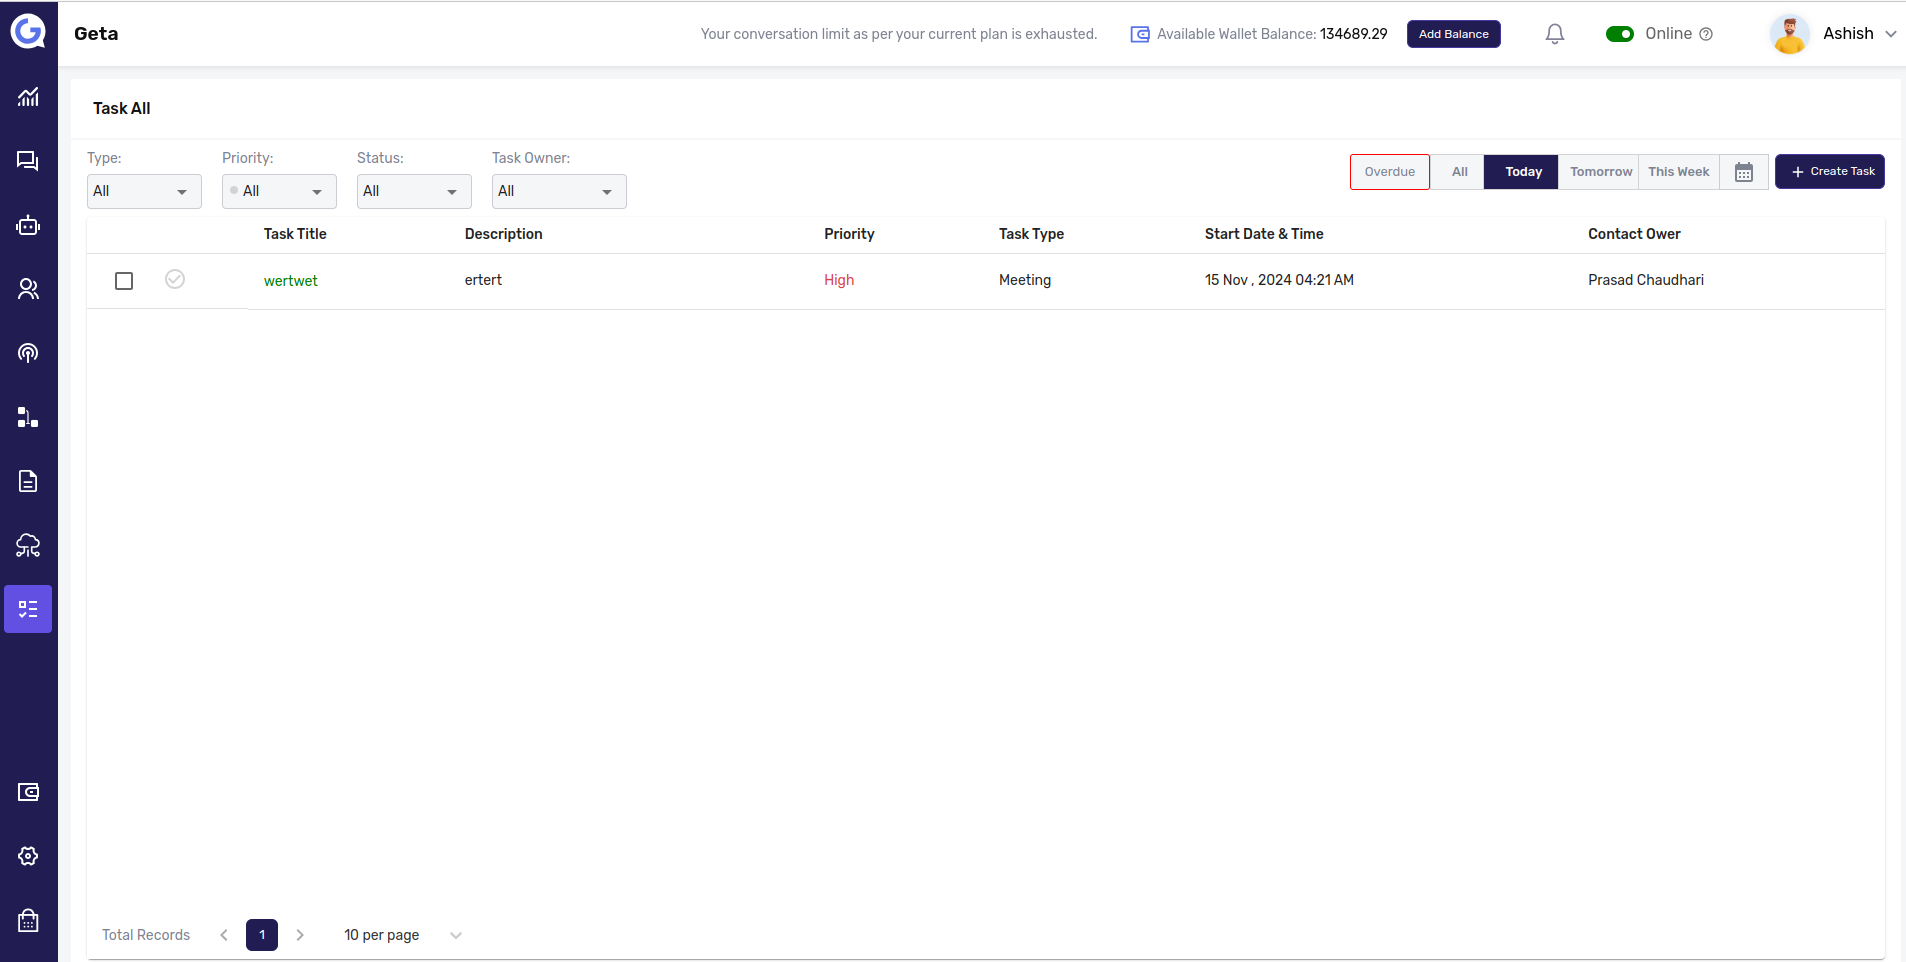 Geta
Your conversation limit as per your current plan is exhausted.
Available Wallet Balance: 134689.29
Add Balance
Online
Ashish
Task All
Type:
Priority:
Status:
Task Owner:
All
All
All
All
Overdue
All
Today
Tomorrow
This Week
Create Task
Task Title
Description
Priority
Task Type
Start Date & Time
Contact Ower
wertwet
ertert
High
Meeting
15 Nov , 2024 04:21 AM
Prasad Chaudhari
Total Records
1
10 per page